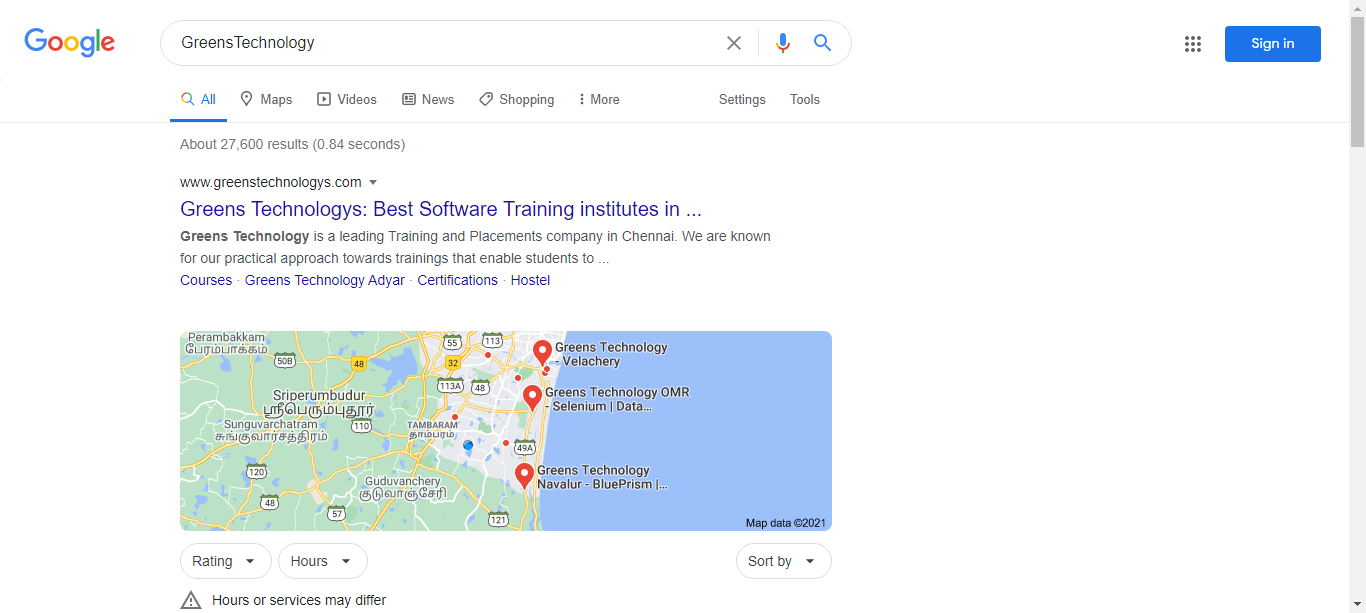 Google
GreensTechnology
Sign in
All
Maps
Videos
News
Shopping
More
Settings
Tools
About 27,600 results (0.84 seconds)
www.greenstechnologys.com
Greens Technologys: Best Software Training institutes in ...
Greens Technology is a leading Training and Placements company in Chennai. We are known
for our practical approach towards trainings that enable students to ...
Courses · Greens Technology Adyar · Certifications · Hostel
Perambakkam
பேரம்பாக்கம்
50B
48
55
113
32
113A
48
Greens Technology
- Velachery
Greens Technology OMR
- Selenium | Data...
Sriperumbudur
ஸ்ரீபெரும்புதூர்
Sunguvarchatram
சுங்குவார்சத்திரம்
110
TAMBARAM
தாம்பரம்
49A
120
Greens Technology
Navalur - BluePrism |...
Guduvanchery
குடுவாஞ்சேரி
48
57
121
Map data ©2021
Rating
Hours
Sort by
Hours or services may differ